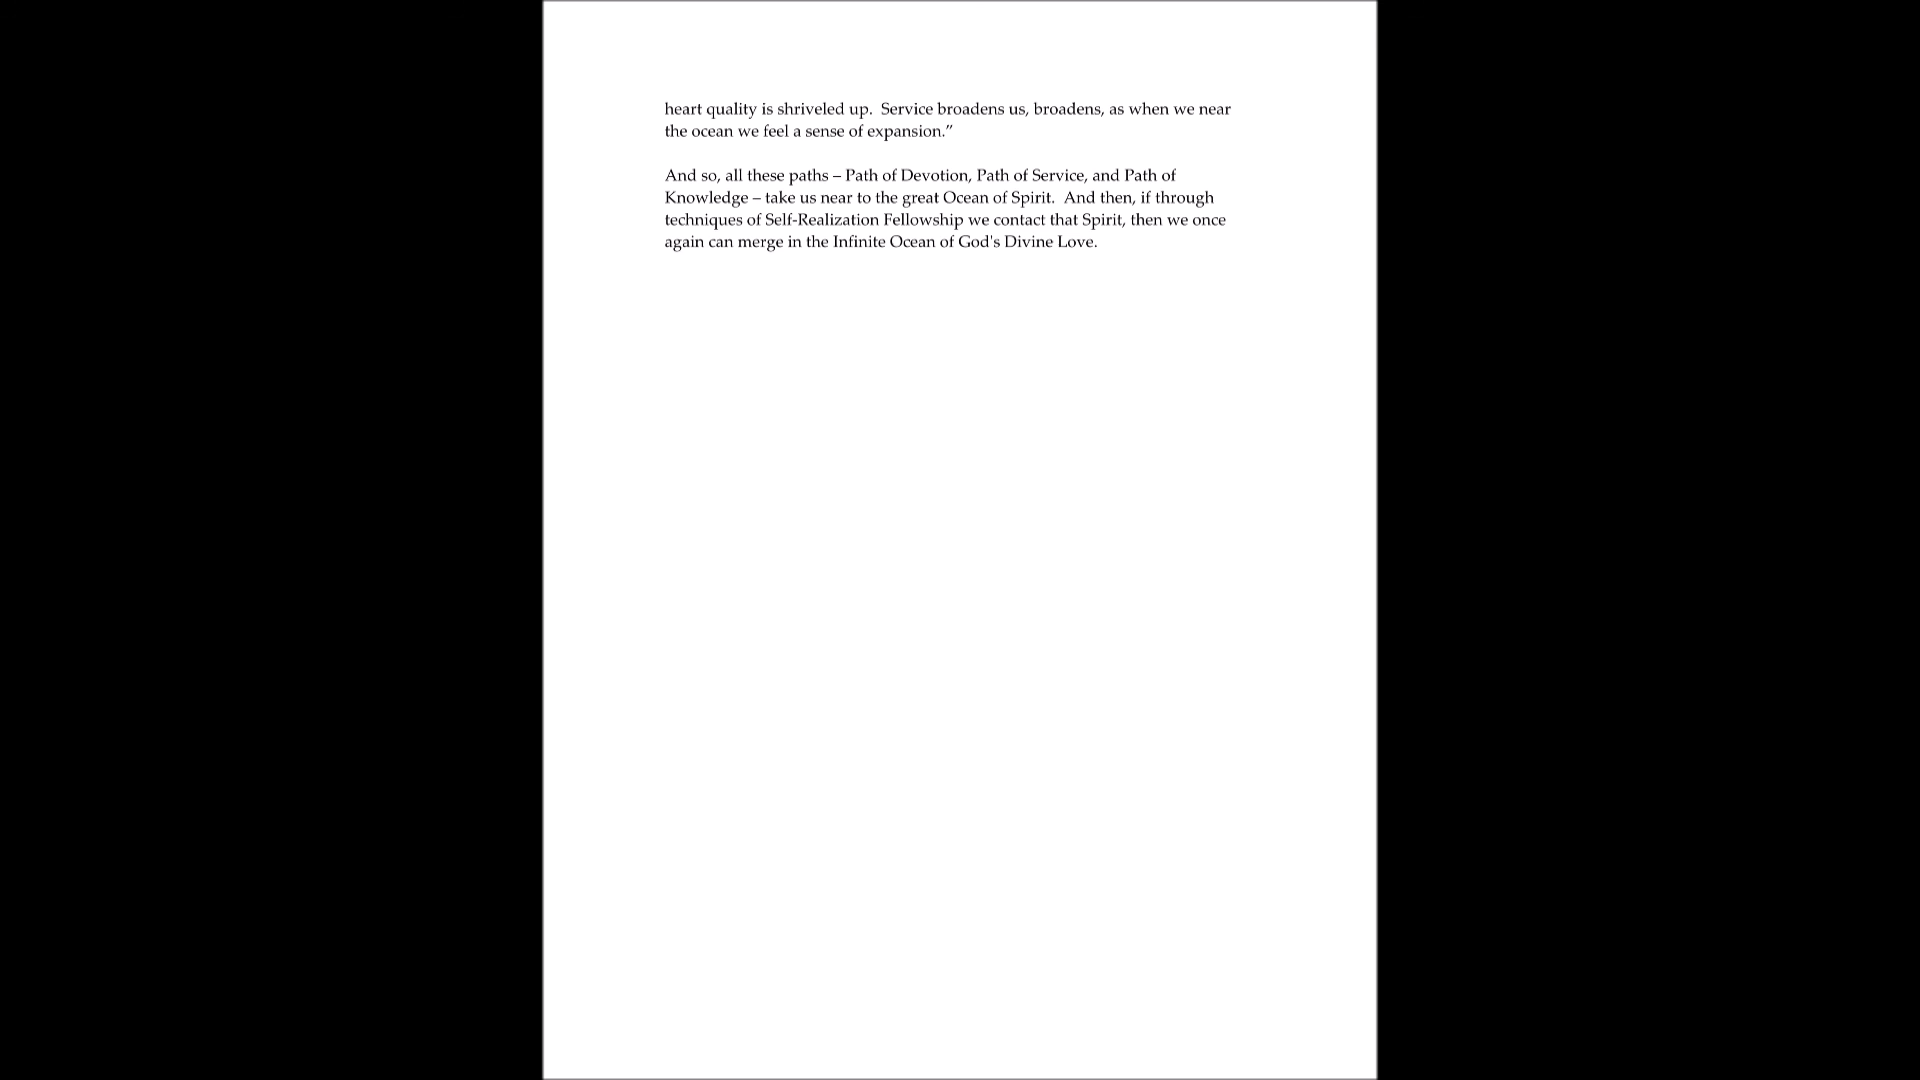 heart quality is shriveled up.  Service broadens us, broadens, as when we near
the ocean we feel a sense of expansion.”
And so, all these paths – Path of Devotion, Path of Service, and Path of
Knowledge – take us near to the great Ocean of Spirit.  And then, if through
techniques of Self-Realization Fellowship we contact that Spirit, then we once
again can merge in the Infinite Ocean of God's Divine Love.